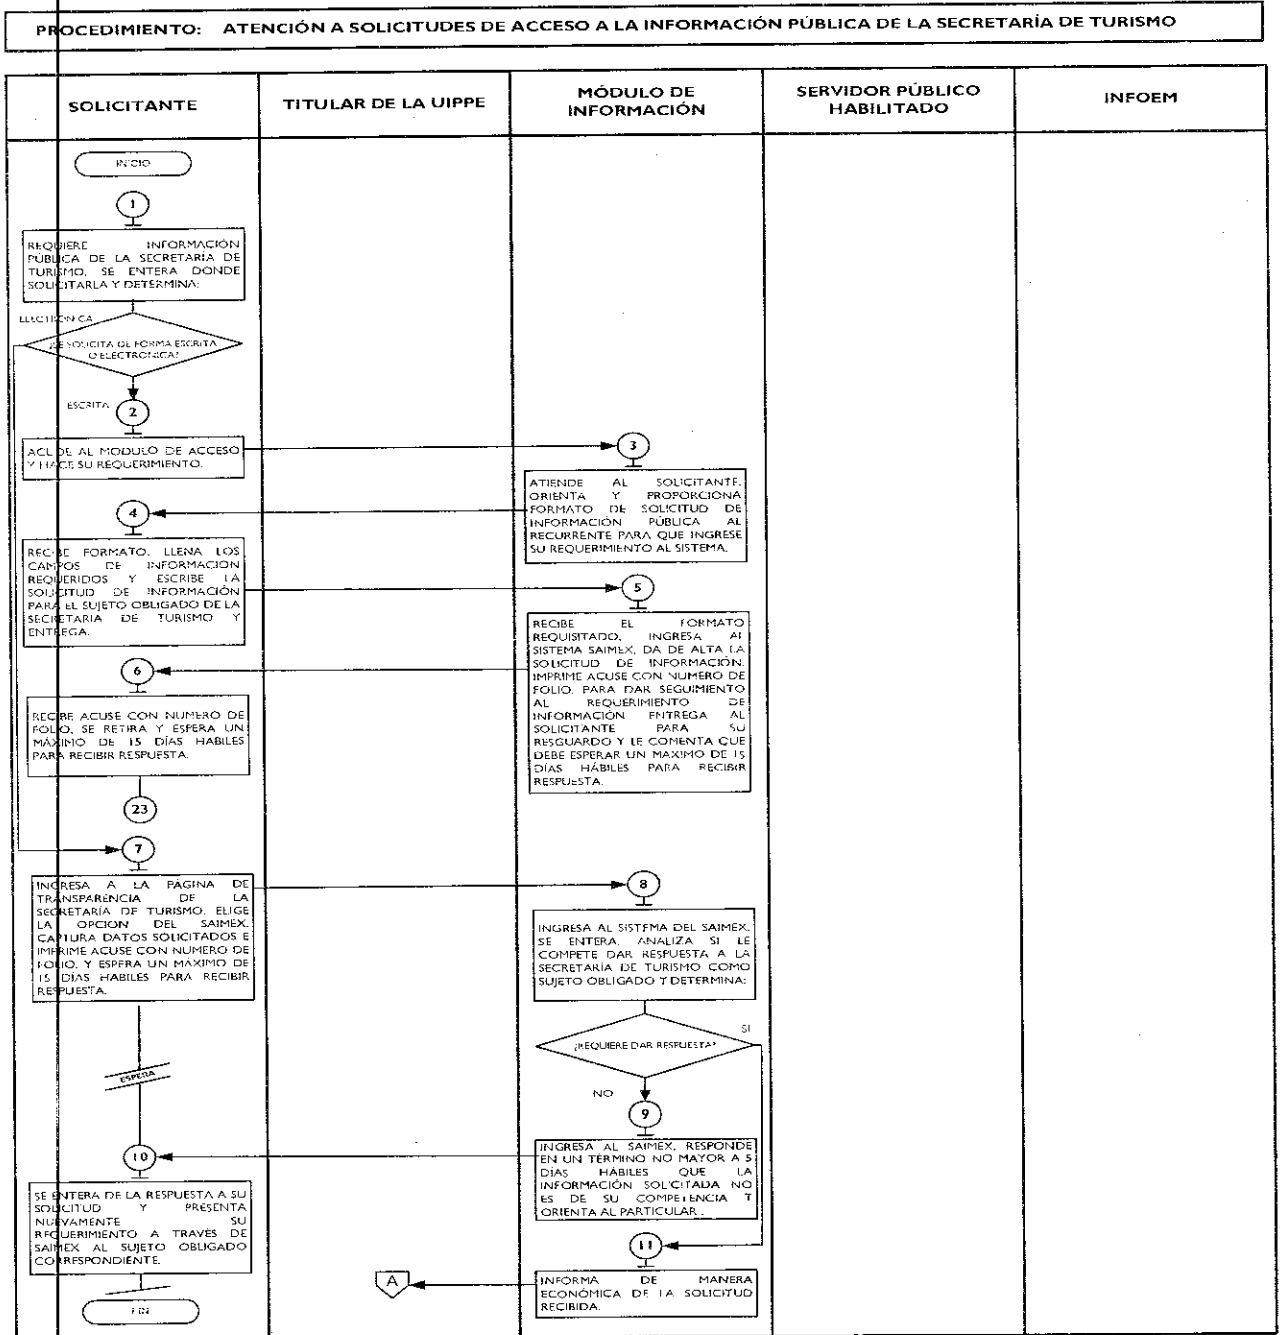 PROCEDIMIENTO: ATENCIÓN A SOLICITUDES DE ACCESO A LA INFORMACIÓN PÚBLICA DE LA SECRETARÍA DE TURISMO
SOLICITANTE
TITULAR DE LA UIPPE
MÓDULO DE
INFORMACIÓN
SERVIDOR PÚBLICO
HABILITADO
INFOEM
INICIO
1
REQUIERE INFORMACIÓN
PÚBLICA DE LA SECRETARÍA DE
TURISMO, SE ENTERA DONDE
SOLICITARLA Y DETERMINA:
ELECTRONICA
¿SE SOLICITA DE FORMA ESCRITA
O ELECTRONICA?
ESCRITA
2
ACUDE AL MODULO DE ACCESO
Y HACE SU REQUERIMIENTO.
3
ATIENDE AL SOLICITANTE,
ORIENTA Y PROPORCIONA
FORMATO DE SOLICITUD DE
INFORMACIÓN PÚBLICA AL
RECURRENTE PARA QUE INGRESE
SU REQUERIMIENTO AL SISTEMA.
4
RECIBE FORMATO, LLENA LOS
CAMPOS DE INFORMACION
REQUERIDOS Y ESCRIBE LA
SOLICITUD DE INFORMACIÓN
PARA EL SUJETO OBLIGADO DE LA
SECRETARIA DE TURISMO Y
ENTREGA.
5
RECIBE EL FORMATO
REQUISITADO, INGRESA AL
SISTEMA SAIMEX, DA DE ALTA LA
SOLICITUD DE INFORMACIÓN,
IMPRIME ACUSE CON NUMERO DE
FOLIO, PARA DAR SEGUIMIENTO
AL REQUERIMIENTO DE
INFORMACIÓN ENTREGA AL
SOLICITANTE PARA SU
RESGUARDO Y LE COMENTA QUE
DEBE ESPERAR UN MAXIMO DE 15
DÍAS HÁBILES PARA RECIBIR
RESPUESTA.
6
RECIBE ACUSE CON NUMERO DE
FOLIO, SE RETIRA Y ESPERA UN
MÁXIMO DE 15 DÍAS HABILES
PARA RECIBIR RESPUESTA.
23
7
INGRESA A LA PAGINA DE
TRANSPARENCIA DE LA
SECRETARÍA DE TURISMO, ELIGE
LA OPCION DEL SAIMEX,
CAPTURA DATOS SOLICITADOS E
IMPRIME ACUSE CON NUMERO DE
FOLIO, Y ESPERA UN MÁXIMO DE
15 DÍAS HABILES PARA RECIBIR
RESPUESTA.
8
INGRESA AL SISTEMA DEL SAIMEX,
SE ENTERA, ANALIZA SI LE
COMPETE DAR RESPUESTA A LA
SECRETARÍA DE TURISMO COMO
SUJETO OBLIGADO Y DETERMINA:
¿REQUIERE DAR RESPUESTA?
SI
NO
ESPERA
9
INGRESA AL SAIMEX, RESPONDE
EN UN TÉRMINO NO MAYOR A 5
DÍAS HÁBILES QUE LA
INFORMACIÓN SOLICITADA NO
ES DE SU COMPETENCIA Y
ORIENTA AL PARTICULAR .
10
SE ENTERA DE LA RESPUESTA A SU
SOLICITUD Y PRESENTA
NUEVAMENTE SU
REQUERIMIENTO A TRAVÉS DE
SAIMEX AL SUJETO OBLIGADO
CORRESPONDIENTE.
FIN
11
INFORMA DE MANERA
ECONÓMICA DE LA SOLICITUD
RECIBIDA.
A